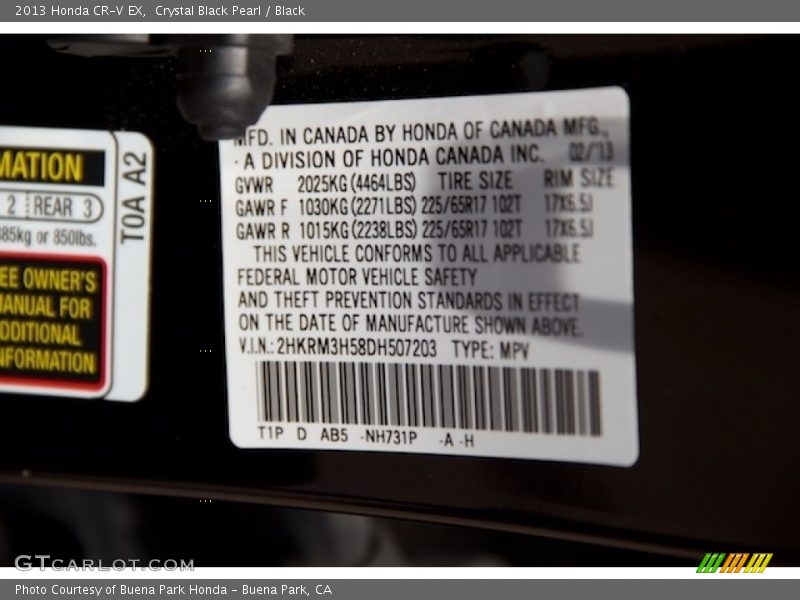 2013 Honda CR-V EX, Crystal Black Pearl / Black
MATION
2 REAR 3
385kg or 850lbs.
EE OWNER'S
MANUAL FOR
DDITIONAL
NFORMATION
T0A A2
MFD. IN CANADA BY HONDA OF CANADA MFG.,
- A DIVISION OF HONDA CANADA INC. 02/'13
GVWR 2025KG(4464LBS) TIRE SIZE RIM SIZE
GAWR F 1030KG(2271LBS) 225/65R17 102T 17X6.5J
GAWR R 1015KG(2238LBS) 225/65R17 102T 17X6.5J
THIS VEHICLE CONFORMS TO ALL APPLICABLE
FEDERAL MOTOR VEHICLE SAFETY
AND THEFT PREVENTION STANDARDS IN EFFECT
ON THE DATE OF MANUFACTURE SHOWN ABOVE.
V.I.N.: 2HKRM3H58DH507203 TYPE: MPV
T1P D AB5 -NH731P -A -H
GTCARLOT.COM
Photo Courtesy of Buena Park Honda - Buena Park, CA